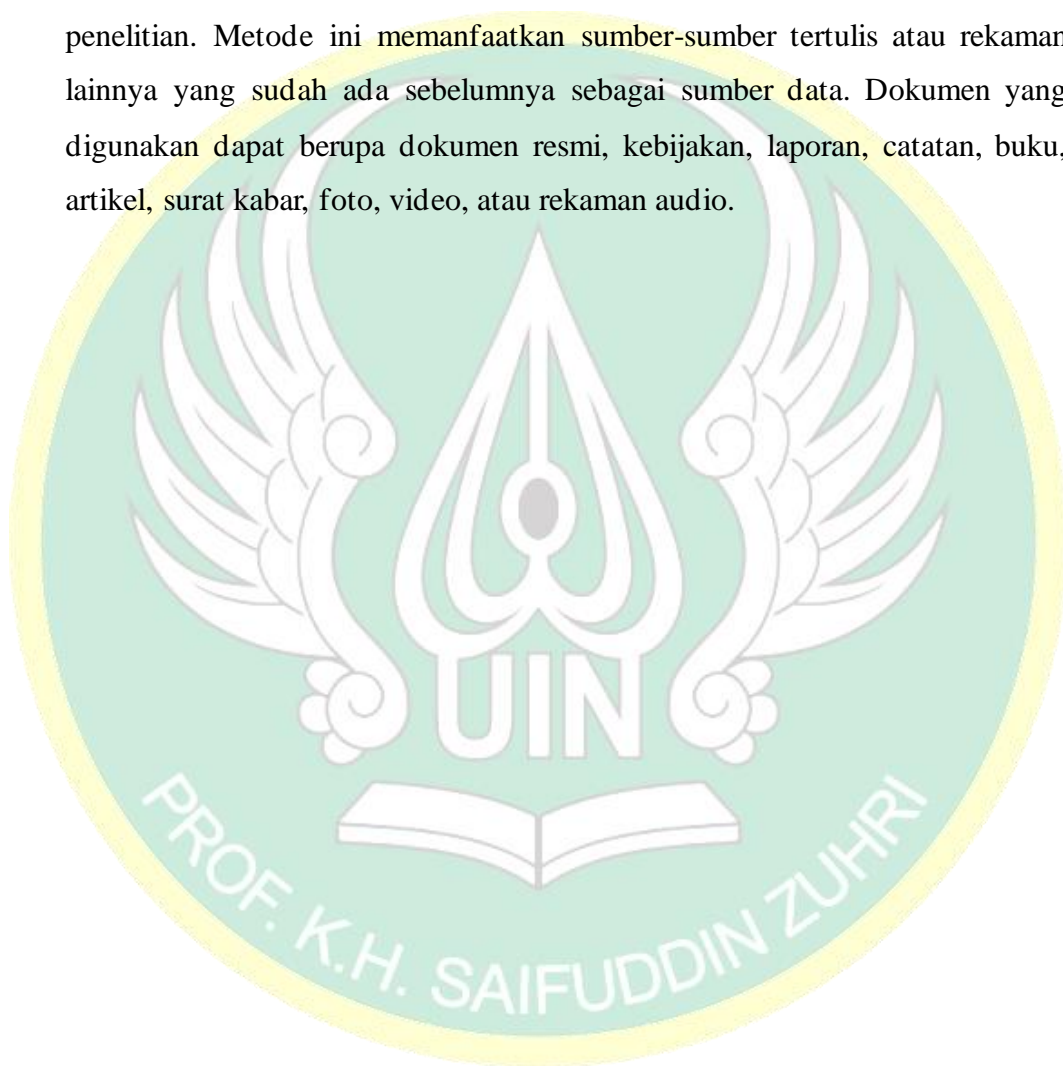 penelitian. Metode ini memanfaatkan sumber-sumber tertulis atau rekaman
lainnya yang sudah ada sebelumnya sebagai sumber data. Dokumen yang
digunakan dapat berupa dokumen resmi, kebijakan, laporan, catatan, buku,
artikel, surat kabar, foto, video, atau rekaman audio.
UIN
PROF. K.H. SAIFUDDIN ZUHRI